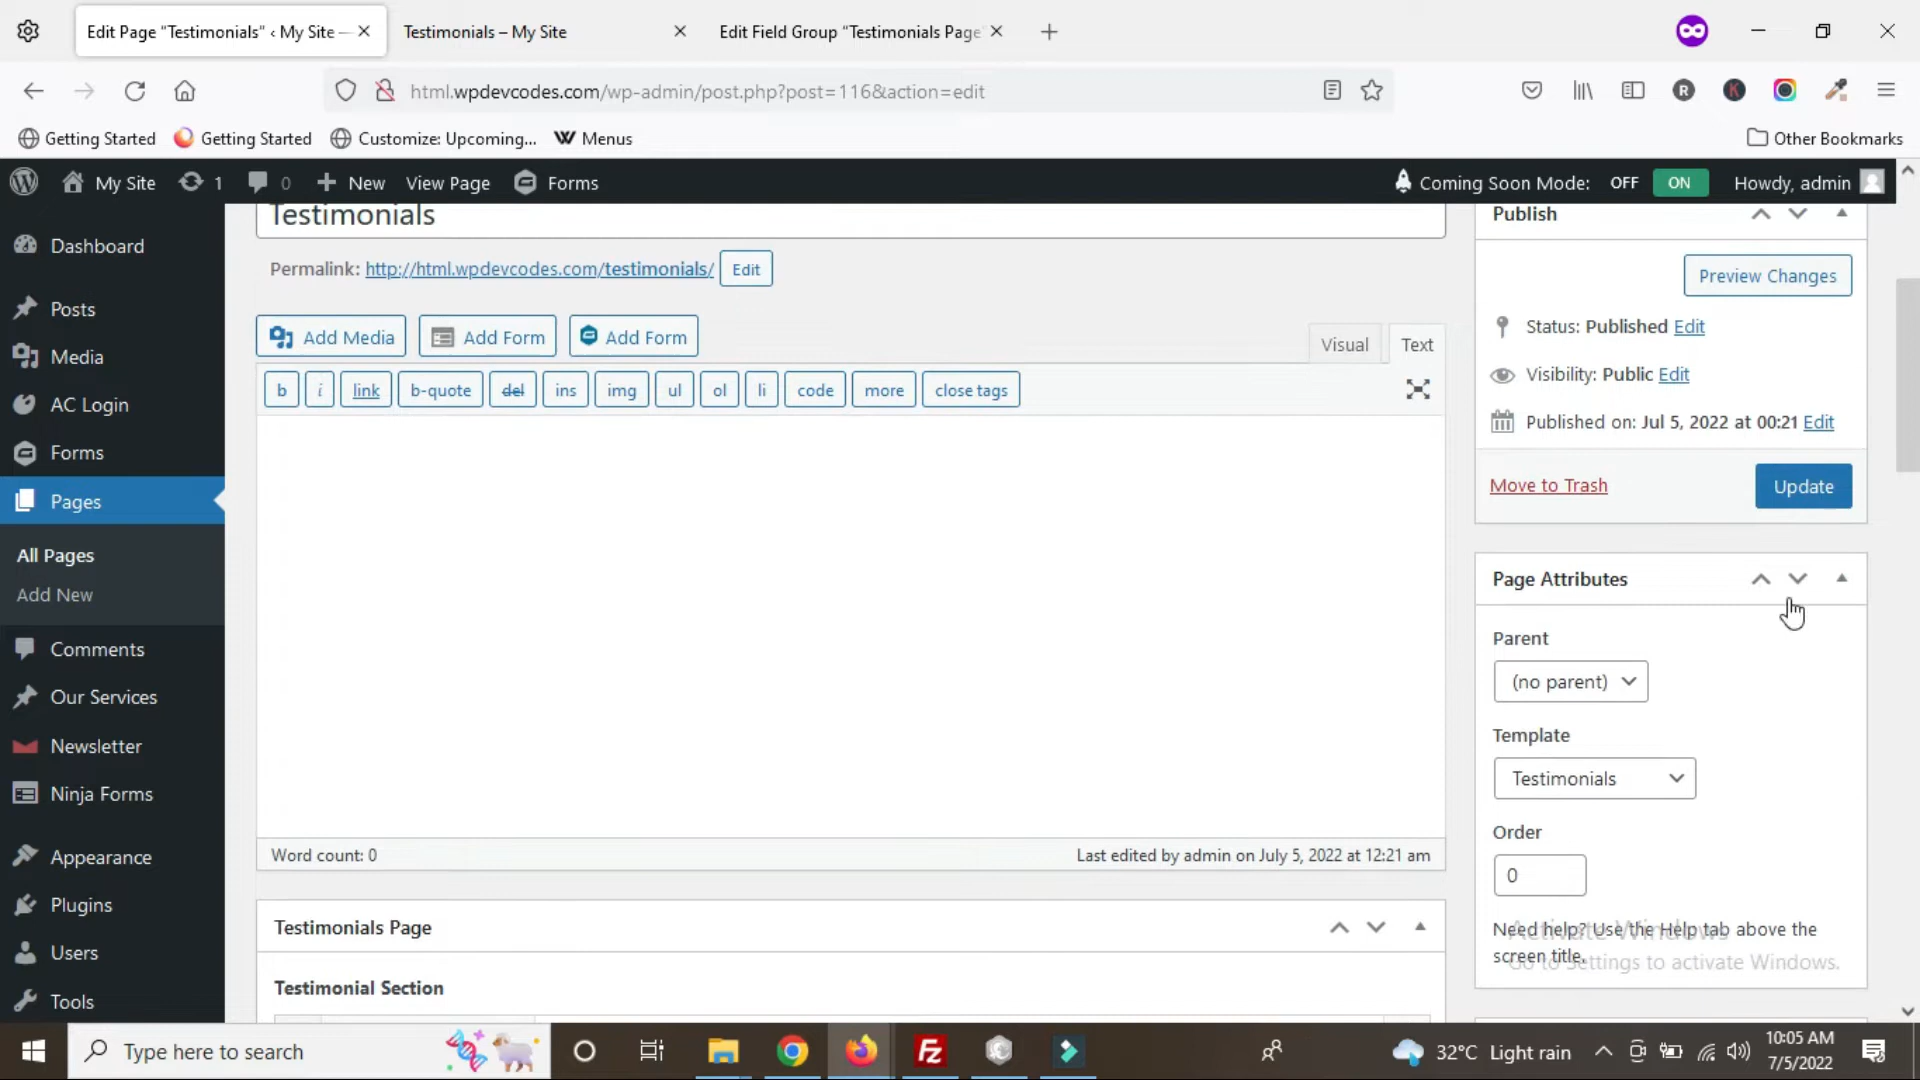 Edit Page “Testimonials” ‹ My Site —
Testimonials – My Site
Edit Field Group “Testimonials Page”
html.wpdevcodes.com/wp-admin/post.php?post=116&action=edit
Getting Started
Getting Started
Customize: Upcoming...
Menus
Other Bookmarks
My Site
1
0
New
View Page
Forms
Coming Soon Mode:
OFF
ON
Howdy, admin
Dashboard
Posts
Media
AC Login
Forms
Pages
All Pages
Add New
Comments
Our Services
Newsletter
Ninja Forms
Appearance
Plugins
Users
Tools
Testimonials
Permalink: http://html.wpdevcodes.com/testimonials/
Edit
Add Media
Add Form
Add Form
Visual
Text
b
i
link
b-quote
del
ins
img
ul
ol
li
code
more
close tags
Word count: 0
Last edited by admin on July 5, 2022 at 12:21 am
Testimonials Page
Testimonial Section
Publish
Preview Changes
Status: Published Edit
Visibility: Public Edit
Published on: Jul 5, 2022 at 00:21 Edit
Move to Trash
Update
Page Attributes
Parent
(no parent)
Template
Testimonials
Order
0
Need help? Use the Help tab above the
screen title.
Activate Windows
Go to Settings to activate Windows.
Type here to search
32°C Light rain
10:05 AM
7/5/2022